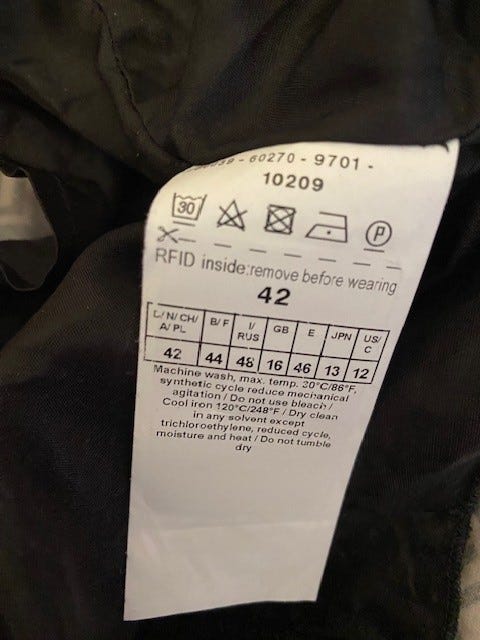 - 60270 - 9701 -
10209
30
P
RFID inside:remove before wearing
42
D/N/CH/ B/F I/ GB E JPN US/
A/PL RUS C
42 44 48 16 46 13 12
Machine wash, max. temp. 30°C/86°F,
synthetic cycle reduce mechanical
agitation / Do not use bleach /
Cool iron 120°C/248°F / Dry clean
in any solvent except
trichloroethylene, reduced cycle,
moisture and heat / Do not tumble
dry